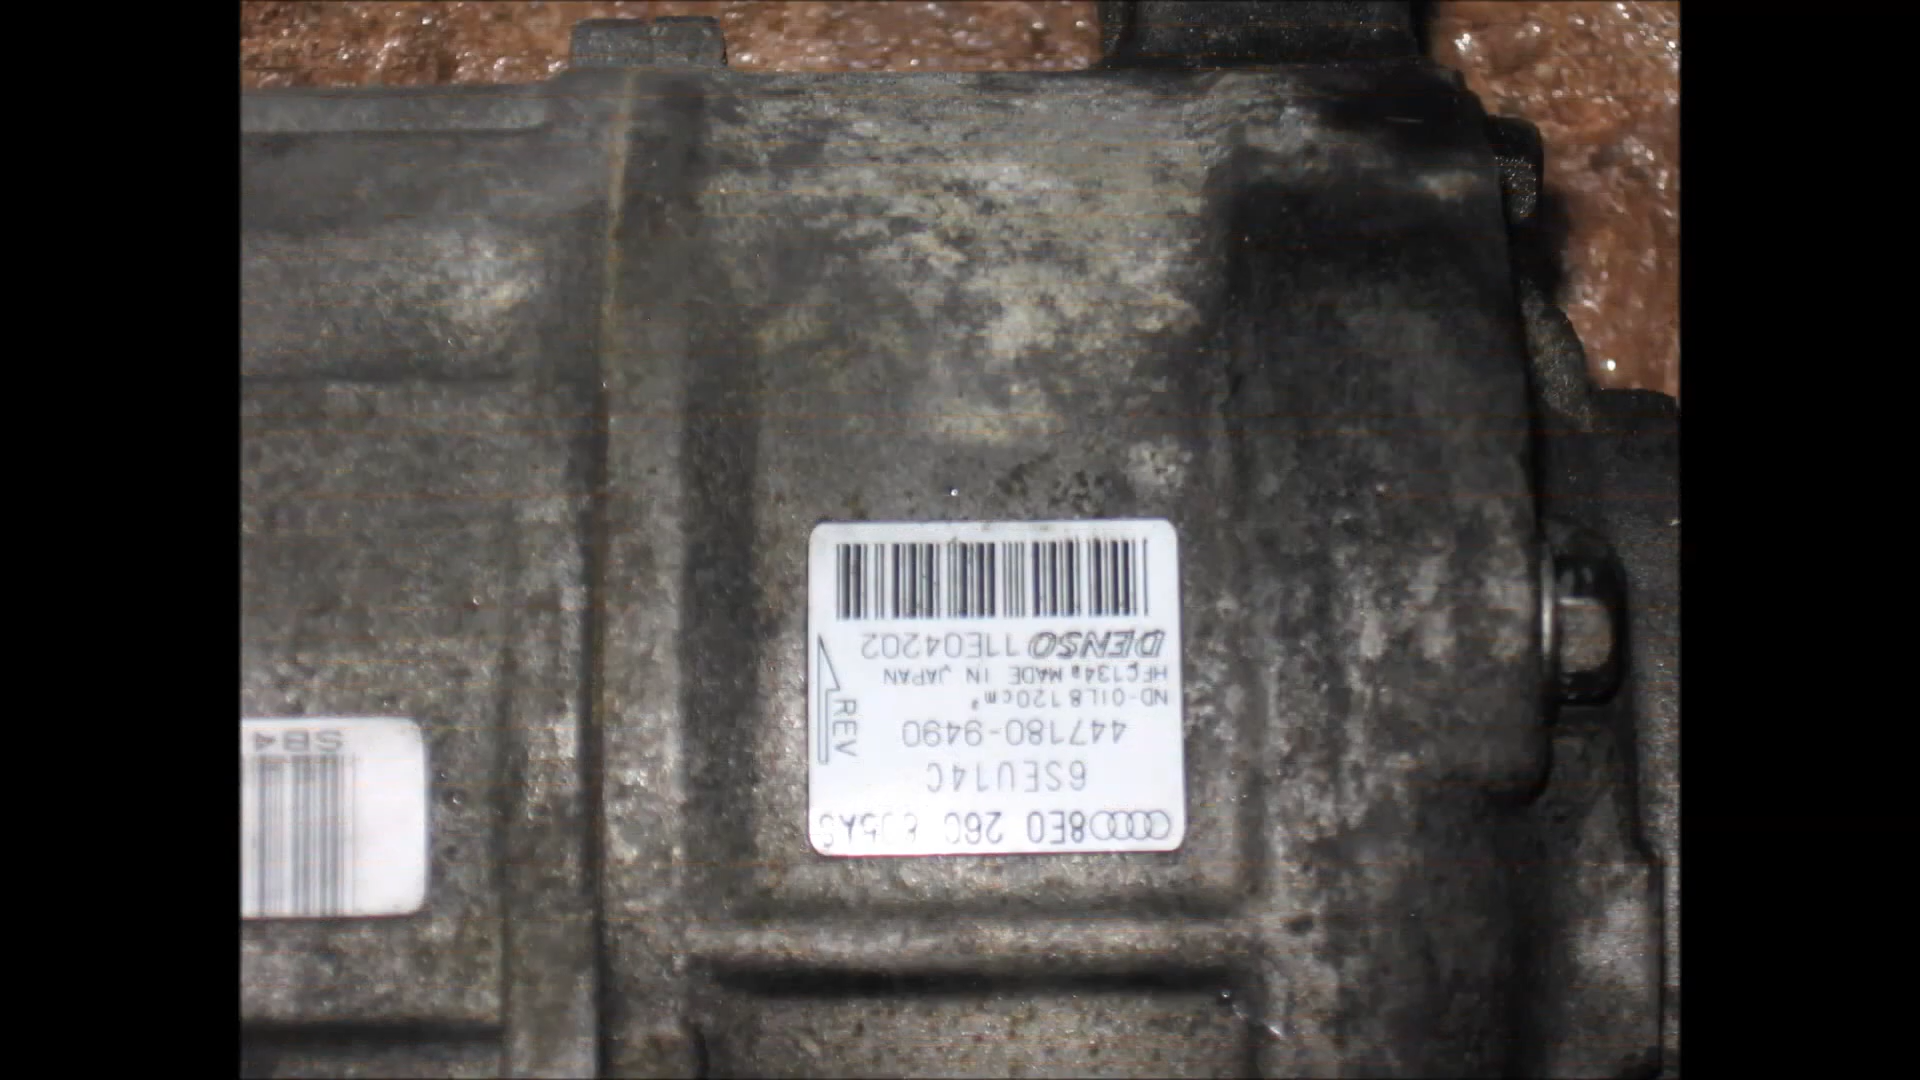 8E0 260
6SEU14C
447180-9490
ND-OIL8 120cm³
HFC134a MADE IN JAPAN
DENSO 11E04202
REV
SB4